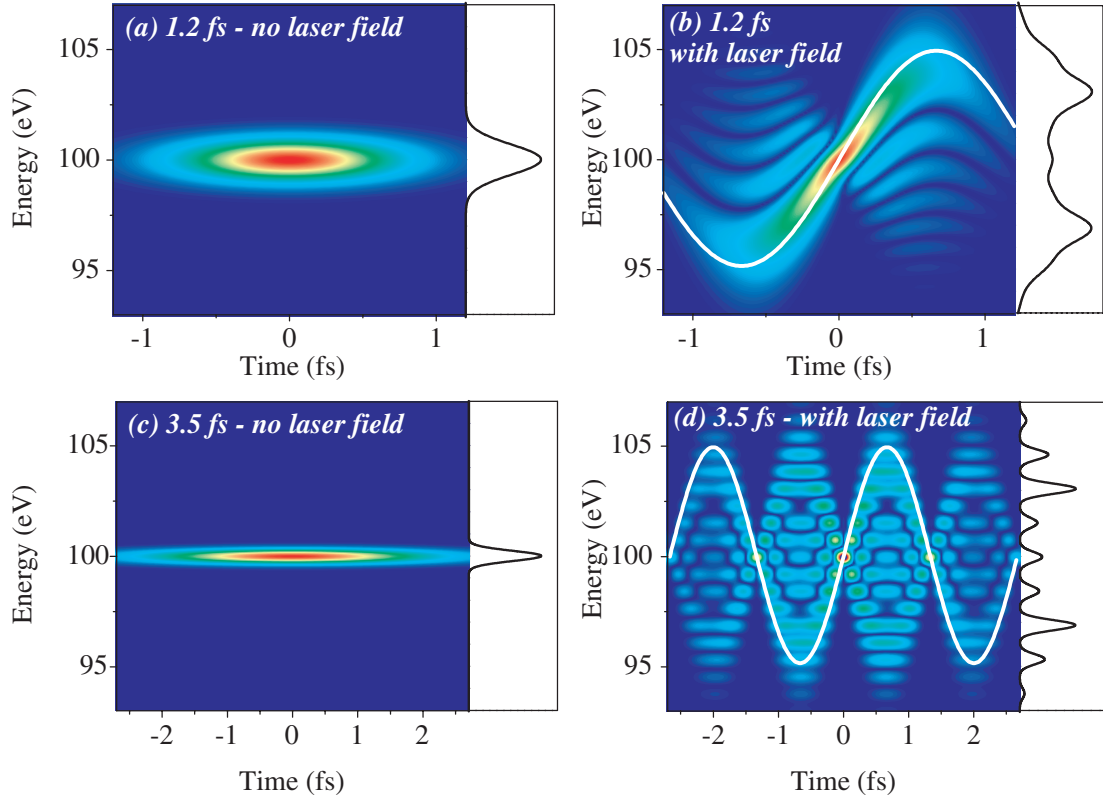 (a) 1.2 fs - no laser field
105
100
95
Energy (eV)
-1
0
1
Time (fs)
(b) 1.2 fs
with laser field
105
100
95
Energy (eV)
-1
0
1
Time (fs)
(c) 3.5 fs - no laser field
105
100
95
Energy (eV)
-2
-1
0
1
2
Time (fs)
(d) 3.5 fs - with laser field
105
100
95
Energy (eV)
-2
-1
0
1
2
Time (fs)